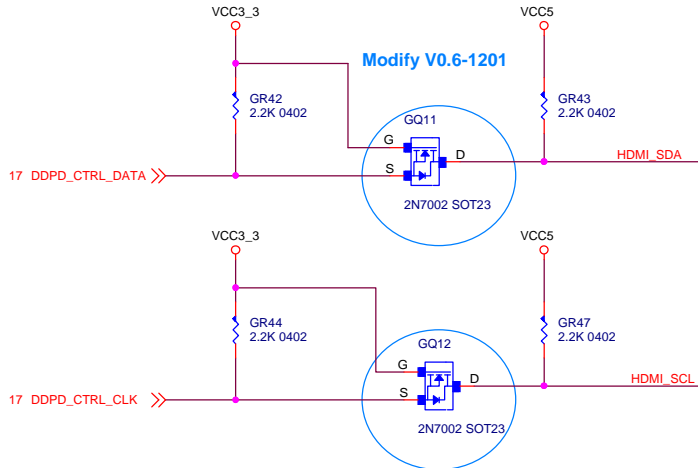 VCC3_3
VCC5
Modify V0.6-1201
GR42
2.2K 0402
GR43
2.2K 0402
GQ11
G
D
HDMI_SDA
17 DDPD_CTRL_DATA
S
2N7002 SOT23
VCC3_3
VCC5
GR44
2.2K 0402
GR47
2.2K 0402
GQ12
G
D
HDMI_SCL
17 DDPD_CTRL_CLK
S
2N7002 SOT23